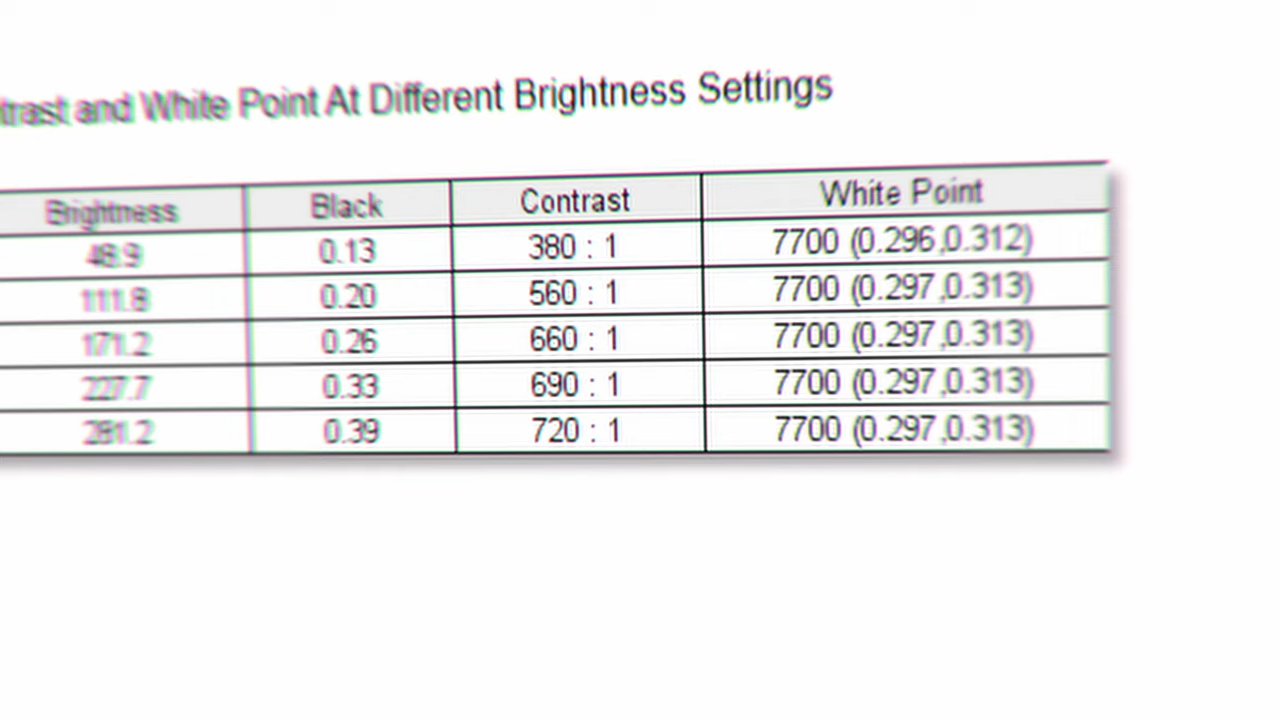 trast and White Point At Different Brightness Settings
Brightness Black Contrast White Point
48.9 0.13 380 : 1 7700 (0.296,0.312)
111.8 0.20 560 : 1 7700 (0.297,0.313)
171.2 0.26 660 : 1 7700 (0.297,0.313)
227.7 0.33 690 : 1 7700 (0.297,0.313)
281.2 0.39 720 : 1 7700 (0.297,0.313)